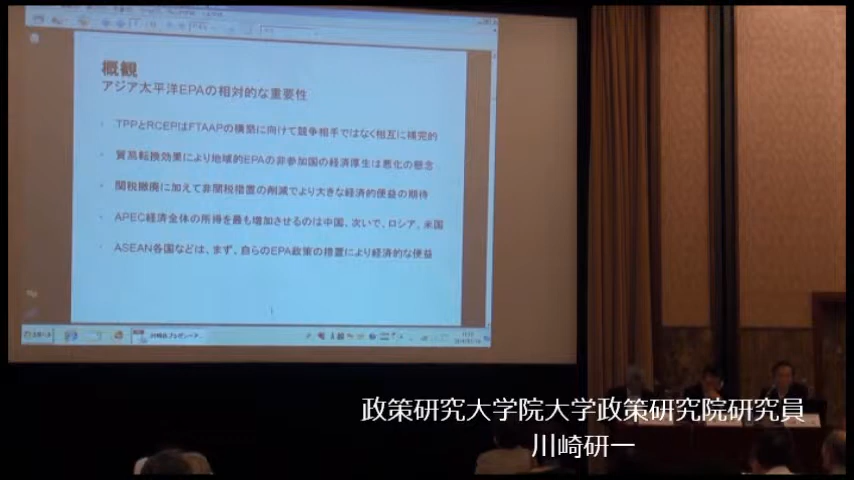 概観
アジア太平洋EPAの相対的な重要性
・ TPPとRCEPはFTAAPの構築に向けて競争相手ではなく相互に補完的
・ 貿易転換効果により地域的EPAの非参加国の経済厚生は悪化の懸念
・ 関税撤廃に加えて非関税措置の削減でより大きな経済的便益の期待
・ APEC経済全体の所得を最も増加させるのは中国、次いで、ロシア、米国
・ ASEAN各国などは、まず、自らのEPA政策の措置により経済的な便益
政策研究大学院大学政策研究院研究員
川崎研一